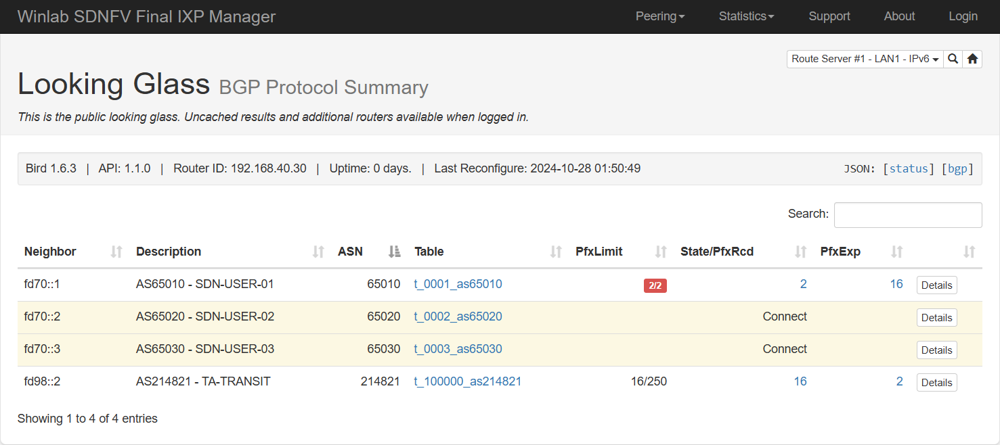 Winlab SDNFV Final IXP Manager Peering Statistics Support About Login
Route Server #1 - LAN1 - IPv6
Looking Glass BGP Protocol Summary
This is the public looking glass. Uncached results and additional routers available when logged in.
Bird 1.6.3 | API: 1.1.0 | Router ID: 192.168.40.30 | Uptime: 0 days. | Last Reconfigure: 2024-10-28 01:50:49 JSON: [status] [bgp]
Search:
Neighbor Description ASN Table PfxLimit State/PfxRcd PfxExp
fd70::1 AS65010 - SDN-USER-01 65010 t_0001_as65010 2/2 2 16 Details
fd70::2 AS65020 - SDN-USER-02 65020 t_0002_as65020 Connect Details
fd70::3 AS65030 - SDN-USER-03 65030 t_0003_as65030 Connect Details
fd98::2 AS214821 - TA-TRANSIT 214821 t_100000_as214821 16/250 16 2 Details
Showing 1 to 4 of 4 entries